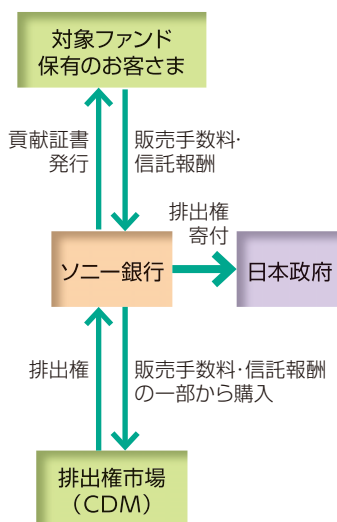 対象ファンド
保有のお客さま
貢献証書
発行
販売手数料・
信託報酬
排出権
寄付
ソニー銀行
日本政府
排出権
販売手数料・信託報酬
の一部から購入
排出権市場
（CDM）